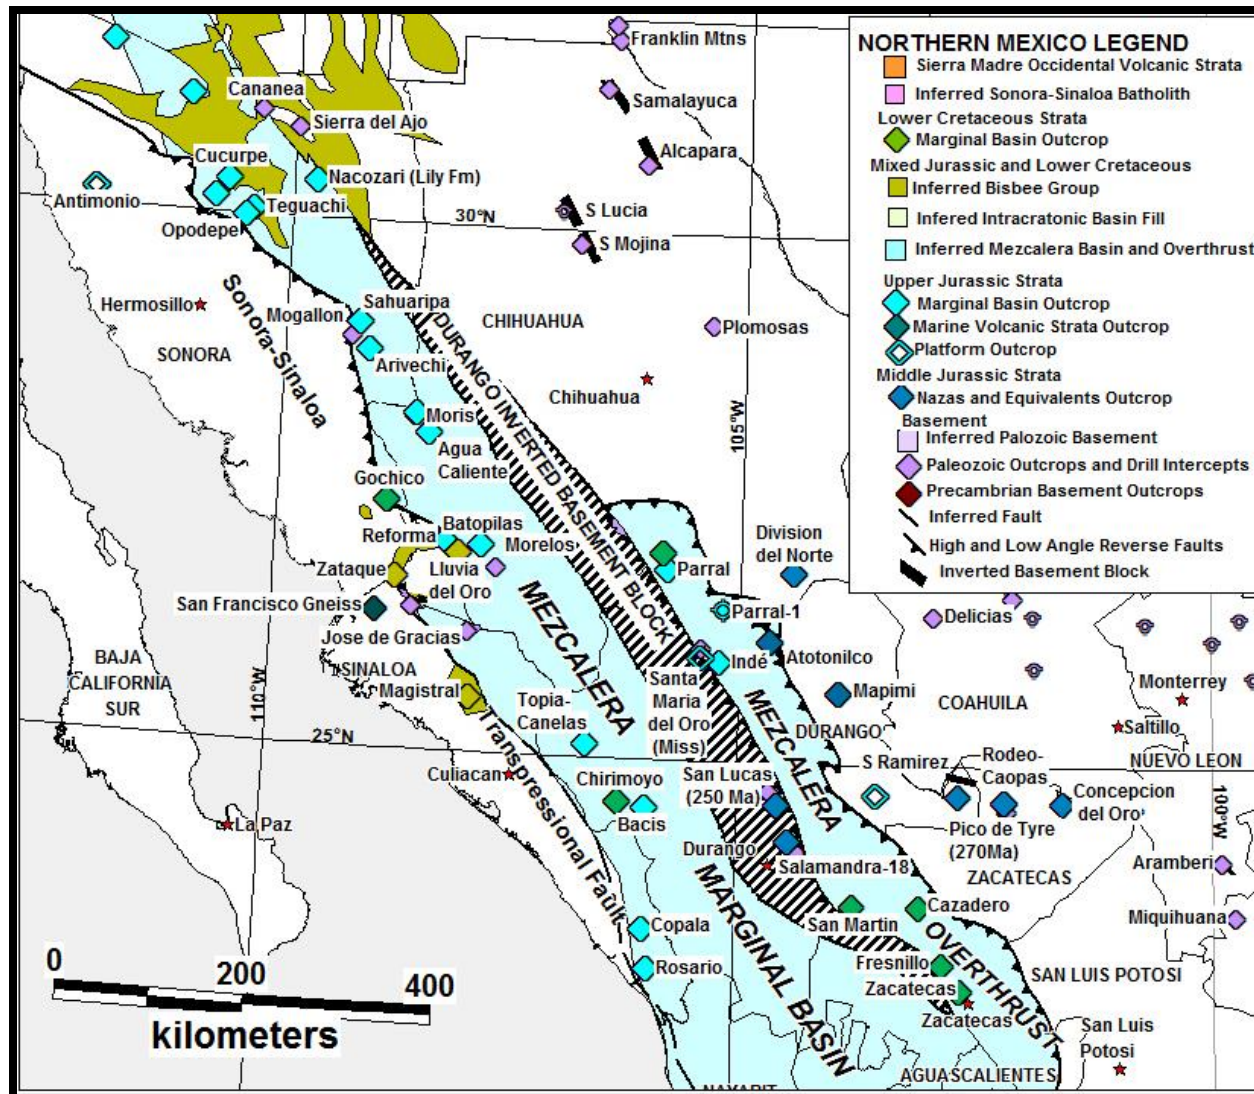 NORTHERN MEXICO LEGEND
Sierra Madre Occidental Volcanic Strata
Inferred Sonora-Sinaloa Batholith
Lower Cretaceous Strata
Marginal Basin Outcrop
Mixed Jurassic and Lower Cretaceous
Inferred Bisbee Group
Infered Intracratonic Basin Fill
Inferred Mezcalera Basin and Overthrust
Upper Jurassic Strata
Marginal Basin Outcrop
Marine Volcanic Strata Outcrop
Platform Outcrop
Middle Jurassic Strata
Nazas and Equivalents Outcrop
Basement
Inferred Palozoic Basement
Paleozoic Outcrops and Drill Intercepts
Precambrian Basement Outcrops
Inferred Fault
High and Low Angle Reverse Faults
Inverted Basement Block
105°W
Franklin Mtns
Cananea
Samalayuca
Sierra del Ajo
Alcapara
Cucurpe
Nacozari (Lily Fm)
Antimonio
Teguachi
30°N
S Lucia
Opodepe
S Mojina
Hermosillo
Sonora-Sinaloa
Sahuaripa
Mogallon
CHIHUAHUA
Plomosas
SONORA
Arivechi
DURANGO INVERTED BASEMENT BLOCK
Chihuahua
105°W
Moris
Agua
Caliente
Gochico
Batopilas
Reforma
Morelos
Division
del Norte
Zataque
Lluvia
del Oro
Parral
San Francisco Gneiss
Parral-1
Delicias
Jose de Gracias
MEZCALERA
Atotonilco
BAJA
CALIFORNIA
SUR
SINALOA
Indé
Santa
Maria
del Oro
(Miss)
Monterrey
110°W
Magistral
Mapimi
COAHUILA
Topia-
Canelas
MEZCALERA
DURANGO
Saltillo
25°N
Transpressional Fault
S Ramirez
Rodeo-
Caopas
NUEVO LEON
Culiacan
Chirimoyo
San Lucas
(250 Ma)
Concepcion
del Oro
100°W
La Paz
Bacis
Pico de Tyre
(270Ma)
Durango
Salamandra-18
Aramberi
ZACATECAS
MARGINAL BASIN
Cazadero
Miquihuana
Copala
San Martin
OVERTHRUST
0
200
400
kilometers
Rosario
Fresnillo
SAN LUIS POTOSI
Zacatecas
Zacatecas
San Luis
Potosi
AGUASCALIENTES
NAYARIT